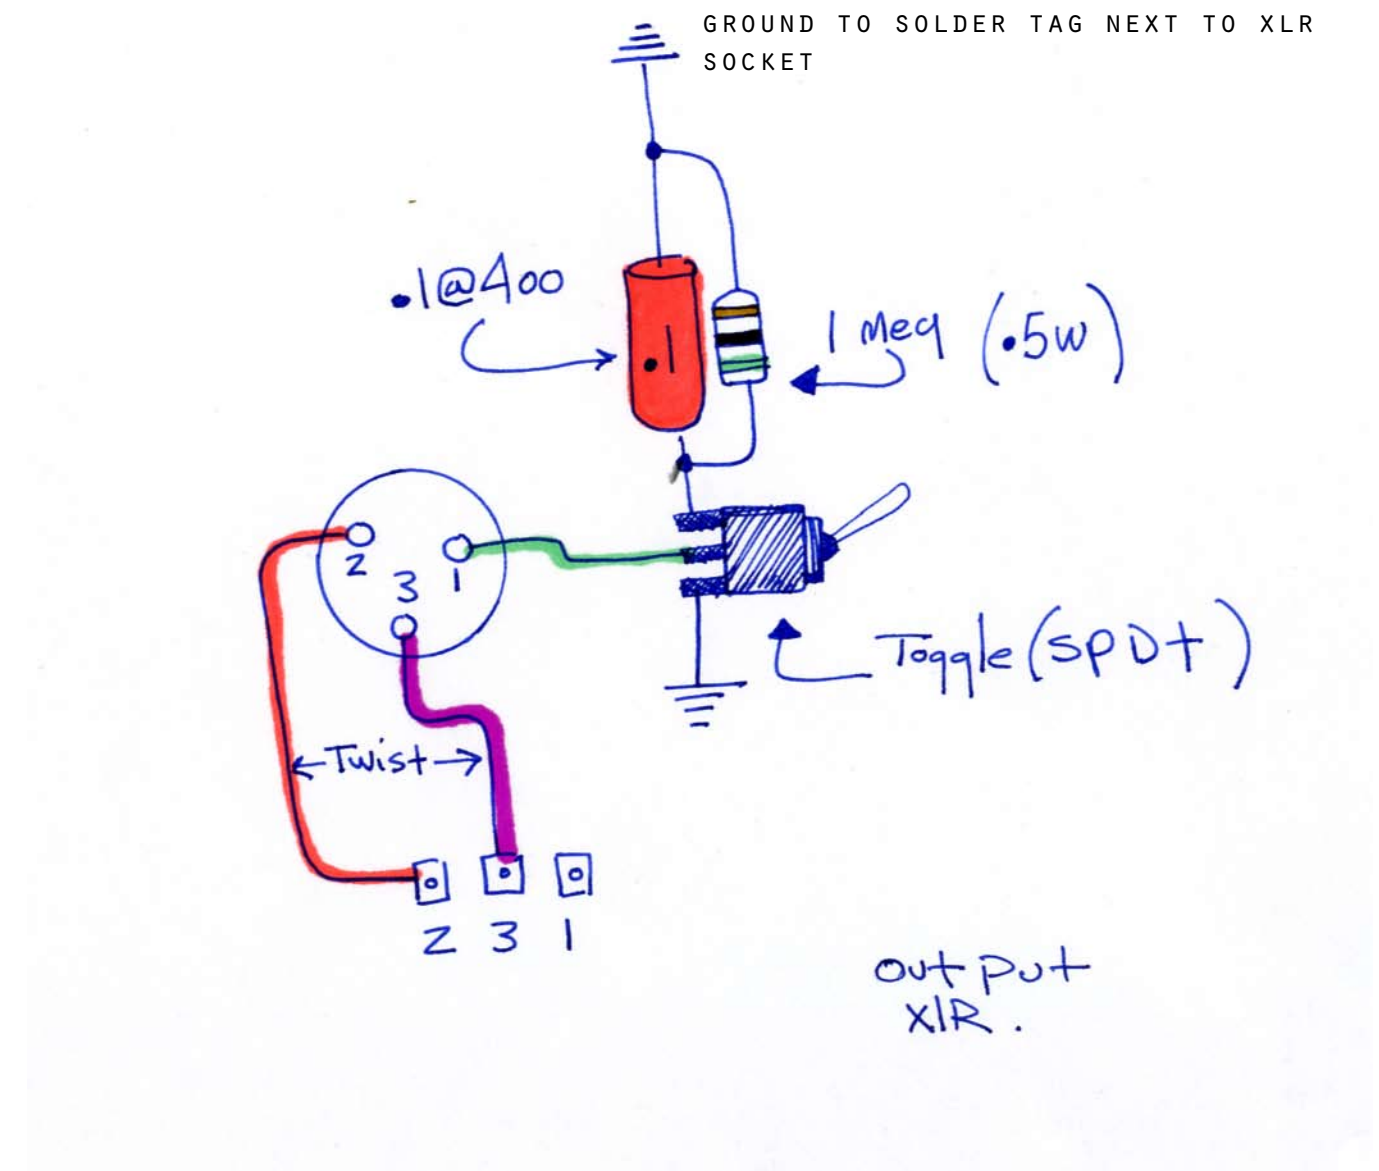 GROUND TO SOLDER TAG NEXT TO XLR
SOCKET
.1@400
.1
1 Meg (.5W)
2
1
3
Toggle (SPDT)
←Twist→
2 3 1
output
XLR.